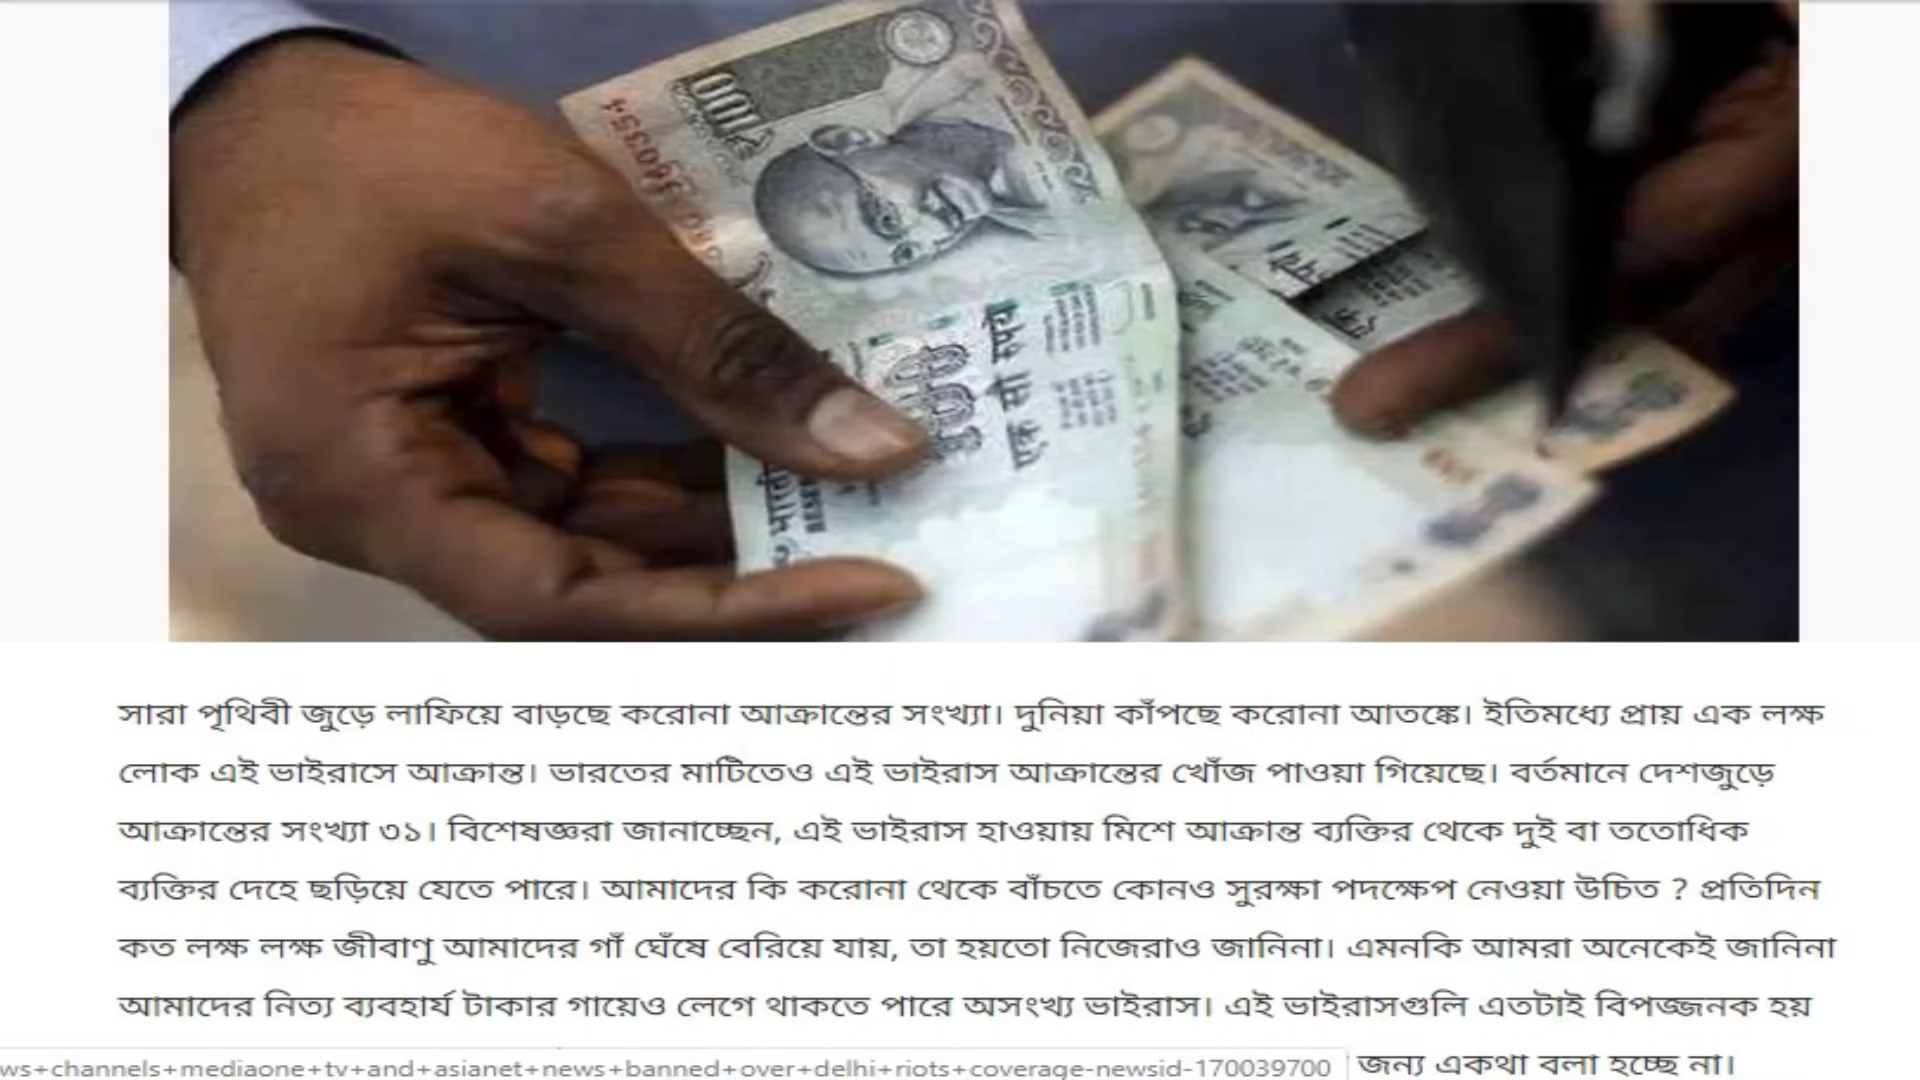 100
एक सौ रुपये
সারা পৃথিবী জুড়ে লাফিয়ে বাড়ছে করোনা আক্রান্তের সংখ্যা। দুনিয়া কাঁপছে করোনা আতঙ্কে। ইতিমধ্যে প্রায় এক লক্ষ
লোক এই ভাইরাসে আক্রান্ত। ভারতের মাটিতেও এই ভাইরাস আক্রান্তের খোঁজ পাওয়া গিয়েছে। বর্তমানে দেশজুড়ে
আক্রান্তের সংখ্যা ৩১। বিশেষজ্ঞরা জানাচ্ছেন, এই ভাইরাস হাওয়ায় মিশে আক্রান্ত ব্যক্তির থেকে দুই বা ততোধিক
ব্যক্তির দেহে ছড়িয়ে যেতে পারে। আমাদের কি করোনা থেকে বাঁচতে কোনও সুরক্ষা পদক্ষেপ নেওয়া উচিত ? প্রতিদিন
কত লক্ষ লক্ষ জীবাণু আমাদের গাঁ ঘেঁষে বেরিয়ে যায়, তা হয়তো নিজেরাও জানিনা। এমনকি আমরা অনেকেই জানিনা
আমাদের নিত্য ব্যবহার্য টাকার গায়েও লেগে থাকতে পারে অসংখ্য ভাইরাস। এই ভাইরাসগুলি এতটাই বিপজ্জনক হয়
জন্য একথা বলা হচ্ছে না।
ws+channels+mediaone+tv+and+asianet+news+banned+over+delhi+riots+coverage-newsid-170039700